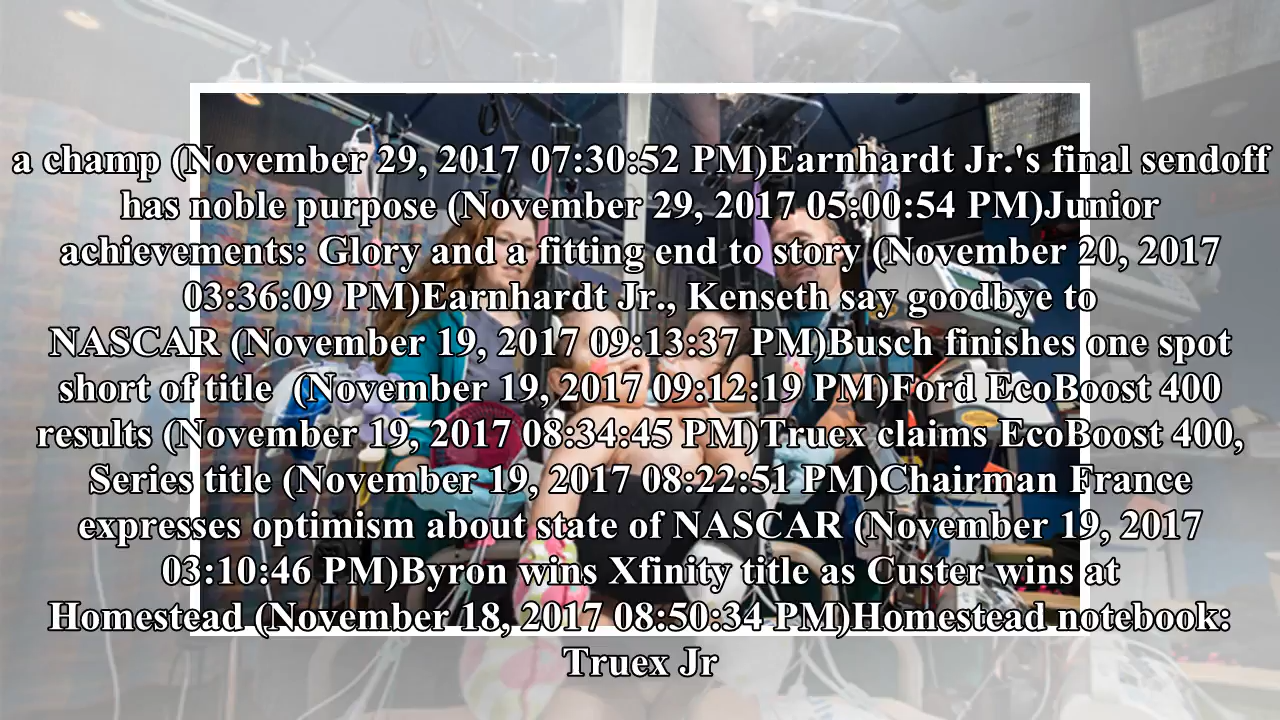 a champ (November 29, 2017 07:30:52 PM)Earnhardt Jr.'s final sendoff
has noble purpose (November 29, 2017 05:00:54 PM)Junior
achievements: Glory and a fitting end to story (November 20, 2017
03:36:09 PM)Earnhardt Jr., Kenseth say goodbye to
NASCAR (November 19, 2017 09:13:37 PM)Busch finishes one spot
short of title  (November 19, 2017 09:12:19 PM)Ford EcoBoost 400
results (November 19, 2017 08:34:45 PM)Truex claims EcoBoost 400,
Series title (November 19, 2017 08:22:51 PM)Chairman France
expresses optimism about state of NASCAR (November 19, 2017
03:10:46 PM)Byron wins Xfinity title as Custer wins at
Homestead (November 18, 2017 08:50:34 PM)Homestead notebook:
Truex Jr